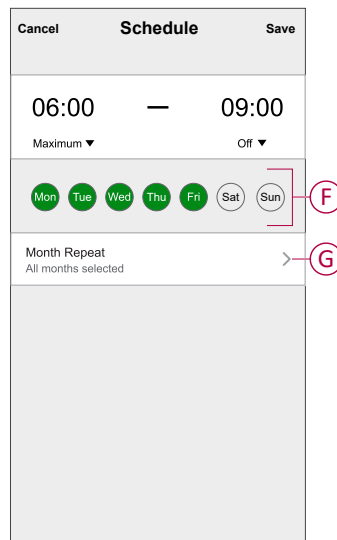 Cancel Schedule Save
06:00 — 09:00
Maximum ▼ Off ▼
Mon Tue Wed Thu Fri Sat Sun F
Month Repeat
All months selected
G